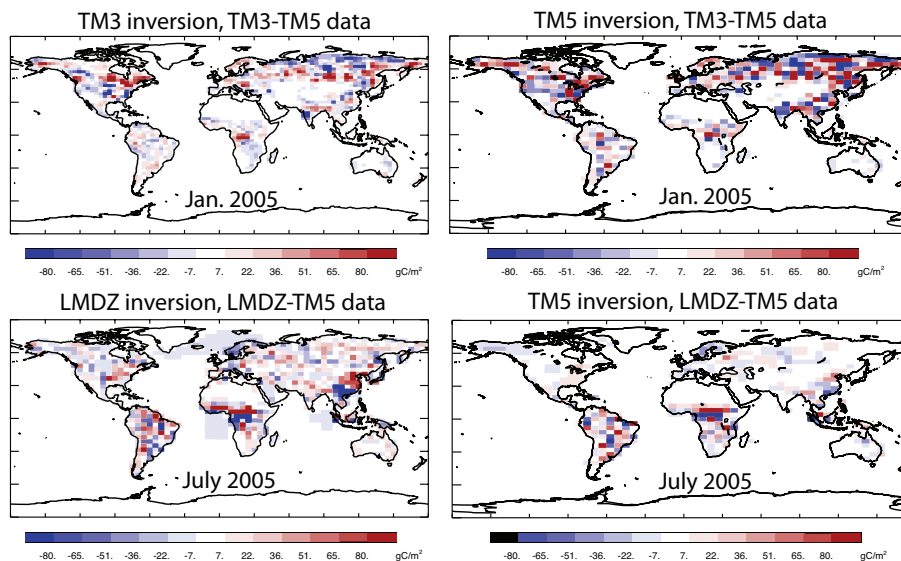 TM3 inversion, TM3-TM5 data
TM5 inversion, TM3-TM5 data
Jan. 2005
Jan. 2005
-80. -65. -51. -36. -22. -7. 7. 22. 36. 51. 65. 80. gC/m²
-80. -65. -51. -36. -22. -7. 7. 22. 36. 51. 65. 80. gC/m²
LMDZ inversion, LMDZ-TM5 data
TM5 inversion, LMDZ-TM5 data
July 2005
July 2005
-80. -65. -51. -36. -22. -7. 7. 22. 36. 51. 65. 80. gC/m²
-80. -65. -51. -36. -22. -7. 7. 22. 36. 51. 65. 80. gC/m²